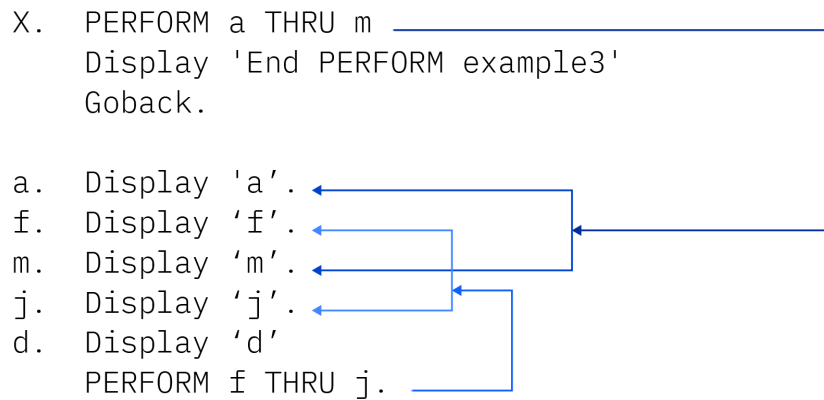 X. PERFORM a THRU m
Display 'End PERFORM example3'
Goback.
a. Display 'a’.
f. Display ‘f’.
m. Display ‘m’.
j. Display ‘j’.
d. Display ‘d’
PERFORM f THRU j.